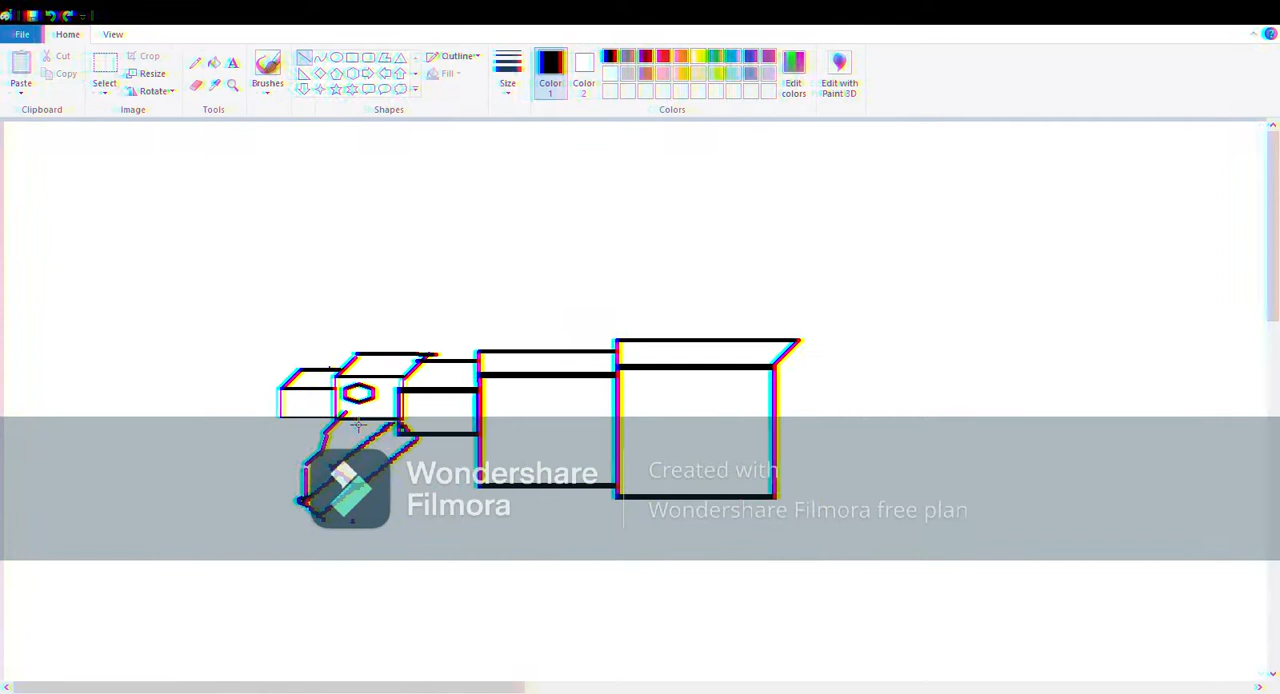 File Home View
Cut
Copy
Paste
Clipboard
Crop
Resize
Rotate
Select
Image
Tools
Brushes
Outline
Fill
Shapes
Size
Color
1
Color
2
Edit
colors
Edit with
Paint 3D
Colors
Wondershare
Filmora
Created with
Wondershare Filmora free plan